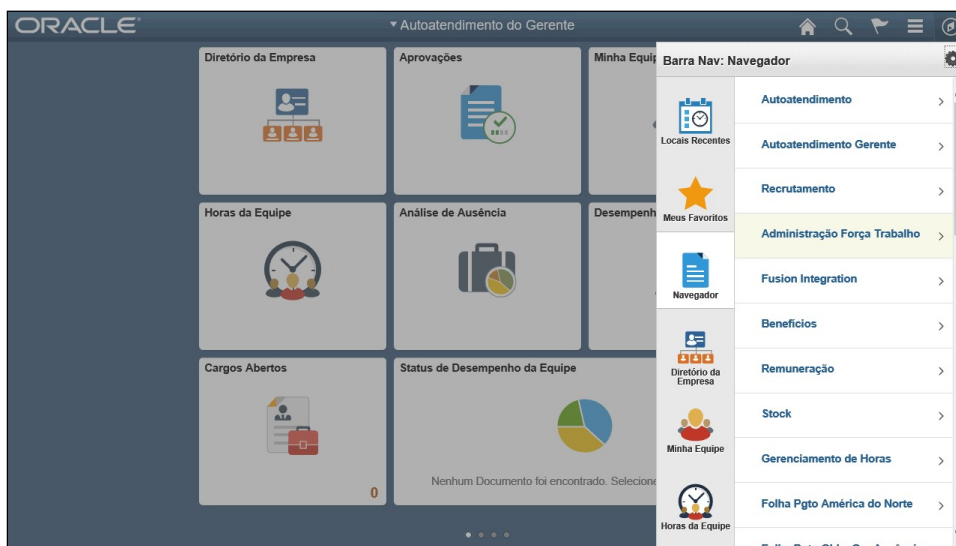 ORACLE
Autoatendimento do Gerente
Diretório da Empresa
Aprovações
Minha Equip
Horas da Equipe
Análise de Ausência
Desempenh
Cargos Abertos
0
Status de Desempenho da Equipe
Nenhum Documento foi encontrado. Selecione
Barra Nav: Navegador
Locais Recentes
Meus Favoritos
Navegador
Diretório da
Empresa
Minha Equipe
Horas da Equipe
Autoatendimento
Autoatendimento Gerente
Recrutamento
Administração Força Trabalho
Fusion Integration
Benefícios
Remuneração
Stock
Gerenciamento de Horas
Folha Pgto América do Norte